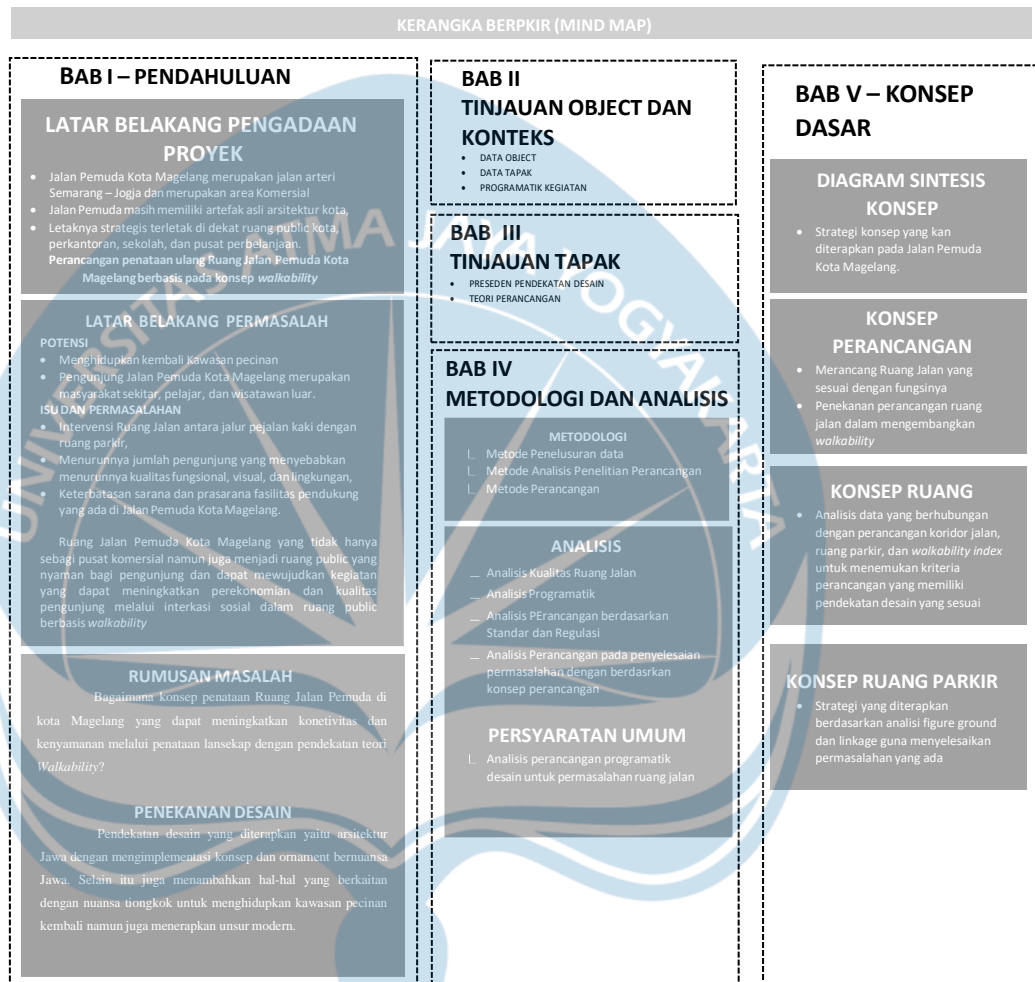 KERANGKA BERPKIR (MIND MAP)
BAB I – PENDAHULUAN
LATAR BELAKANG PENGADAAN
PROYEK
• Jalan Pemuda Kota Magelang merupakan jalan arteri
Semarang – Jogja dan merupakan area Komersial
• Jalan Pemuda masih memiliki artefak asli arsitektur kota,
• Letaknya strategis terletak di dekat ruang public kota,
perkantoran, sekolah, dan pusat perbelanjaan.
Perancangan penataan ulang Ruang Jalan Pemuda Kota
Magelang berbasis pada konsep walkability
LATAR BELAKANG PERMASALAH
POTENSI
• Menghidupkan kembali Kawasan pecinan
• Pengunjung Jalan Pemuda Kota Magelang merupakan
masyarakat sekitar, pelajar, dan wisatawan luar.
ISU DAN PERMASALAHAN
• Intervensi Ruang Jalan antara jalur pejalan kaki dengan
ruang parkir,
• Menurunnya jumlah pengunjung yang menyebabkan
menurunnya kualitas fungsional, visual, dan lingkungan,
• Keterbatasan sarana dan prasarana fasilitas pendukung
yang ada di Jalan Pemuda Kota Magelang.
Ruang Jalan Pemuda Kota Magelang yang tidak hanya
sebagi pusat komersial namun juga menjadi ruang public yang
nyaman bagi pengunjung dan dapat mewujudkan kegiatan
yang dapat meningkatkan perekonomian dan kualitas
pengunjung melalui interkasi sosial dalam ruang public
berbasis walkability
RUMUSAN MASALAH
Bagaimana konsep penataan Ruang Jalan Pemuda di
kota Magelang yang dapat meningkatkan konetivitas dan
kenyamanan melalui penataan lansekap dengan pendekatan teori
Walkability?
PENEKANAN DESAIN
Pendekatan desain yang diterapkan yaitu arsitektur
Jawa dengan mengimplementasi konsep dan ornament bernuansa
Jawa. Selain itu juga menambahkan hal-hal yang berkaitan
dengan nuansa tiongkok untuk menghidupkan kawasan pecinan
kembali namun juga menerapkan unsur modern.
BAB II
TINJAUAN OBJECT DAN
KONTEKS
• DATA OBJECT
• DATA TAPAK
• PROGRAMATIK KEGIATAN
BAB III
TINJAUAN TAPAK
• PRESEDEN PENDEKATAN DESAIN
• TEORI PERANCANGAN
BAB IV
METODOLOGI DAN ANALISIS
METODOLOGI
Metode Penelusuran data
Metode Analisis Penelitian Perancangan
Metode Perancangan
ANALISIS
Analisis Kualitas Ruang Jalan
Analisis Programatik
Analisis PErancangan berdasarkan
Standar dan Regulasi
Analisis Perancangan pada penyelesaian
permasalahan dengan berdasrkan
konsep perancangan
PERSYARATAN UMUM
Analisis perancangan programatik
desain untuk permasalahan ruang jalan
BAB V – KONSEP
DASAR
DIAGRAM SINTESIS
KONSEP
• Strategi konsep yang kan
diterapkan pada Jalan Pemuda
Kota Magelang.
KONSEP
PERANCANGAN
• Merancang Ruang Jalan yang
sesuai dengan fungsinya
• Penekanan perancangan ruang
jalan dalam mengembangkan
walkability
KONSEP RUANG
• Analisis data yang berhubungan
dengan perancangan koridor jalan,
ruang parkir, dan walkability index
untuk menemukan kriteria
perancangan yang memiliki
pendekatan desain yang sesuai
KONSEP RUANG PARKIR
• Strategi yang diterapkan
berdasarkan analisi figure ground
dan linkage guna menyelesaikan
permasalahan yang ada
UNIVERSITAS ATMA JAYA YOGYAKARTA